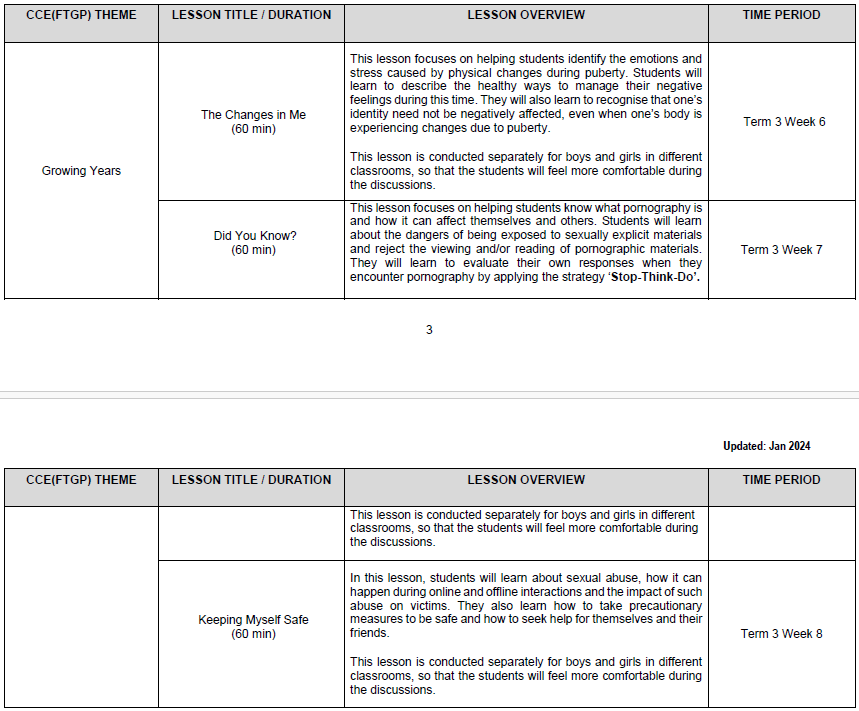 CCE(FTGP) THEME
LESSON TITLE / DURATION
LESSON OVERVIEW
TIME PERIOD
Growing Years
The Changes in Me
(60 min)
This lesson focuses on helping students identify the emotions and
stress caused by physical changes during puberty. Students will
learn to describe the healthy ways to manage their negative
feelings during this time. They will also learn to recognise that one's
identity need not be negatively affected, even when one's body is
experiencing changes due to puberty.
This lesson is conducted separately for boys and girls in different
classrooms, so that the students will feel more comfortable during
the discussions.
Term 3 Week 6
Did You Know?
(60 min)
This lesson focuses on helping students know what pornography is
and how it can affect themselves and others. Students will learn
about the dangers of being exposed to sexually explicit materials
and reject the viewing and/or reading of pornographic materials.
They will learn to evaluate their own responses when they
encounter pornography by applying the strategy ‘Stop-Think-Do’.
Term 3 Week 7
3
Updated: Jan 2024
CCE(FTGP) THEME
LESSON TITLE / DURATION
LESSON OVERVIEW
TIME PERIOD
This lesson is conducted separately for boys and girls in different
classrooms, so that the students will feel more comfortable during
the discussions.
Keeping Myself Safe
(60 min)
In this lesson, students will learn about sexual abuse, how it can
happen during online and offline interactions and the impact of such
abuse on victims. They also learn how to take precautionary
measures to be safe and how to seek help for themselves and their
friends.
This lesson is conducted separately for boys and girls in different
classrooms, so that the students will feel more comfortable during
the discussions.
Term 3 Week 8